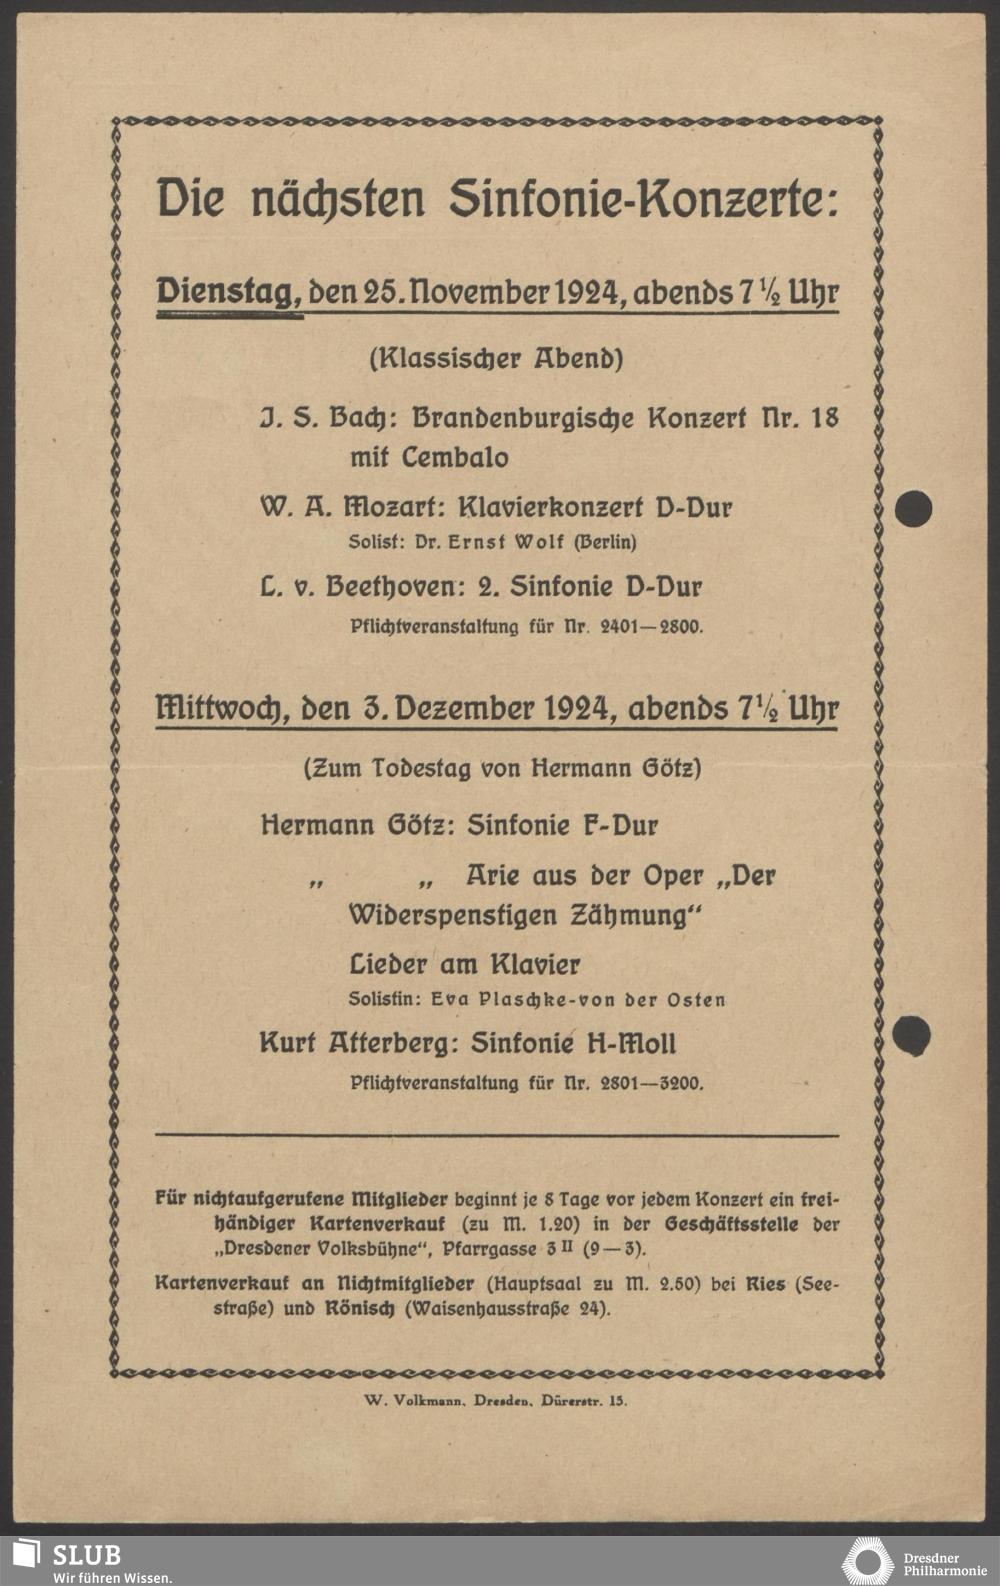 Die nächsten Sinfonie-Konzerte:
Dienstag, den 25. November 1924, abends 7 ½ Uhr
(Klassischer Abend)
J. S. Bach: Brandenburgische Konzert Nr. 18
mit Cembalo
W. A. Mozart: Klavierkonzert D-Dur
Solist: Dr. Ernst Wolf (Berlin)
L. v. Beethoven: 2. Sinfonie D-Dur
Pflichtveranstaltung für Nr. 2401—2800.
Mittwoch, den 3. Dezember 1924, abends 7½ Uhr
(Zum Todestag von Hermann Götz)
Hermann Götz: Sinfonie F-Dur
„ „ Arie aus der Oper „Der
Widerspenstigen Zähmung“
Lieder am Klavier
Solistin: Eva Plaschke-von der Osten
Kurt Atterberg: Sinfonie H-Moll
Pflichtveranstaltung für Nr. 2801—3200.
Für nichtaufgerufene Mitglieder beginnt je 8 Tage vor jedem Konzert ein frei-
händiger Kartenverkauf (zu M. 1.20) in der Geschäftsstelle der
„Dresdener Volksbühne“, Pfarrgasse 3 II (9—3).
Kartenverkauf an Nichtmitglieder (Hauptsaal zu M. 2.50) bei Ries (See-
straße) und Rönisch (Waisenhausstraße 24).
W. Volkmann, Dresden, Dürerstr. 15.
SLUB
Wir führen Wissen.
Dresdner
Philharmonie